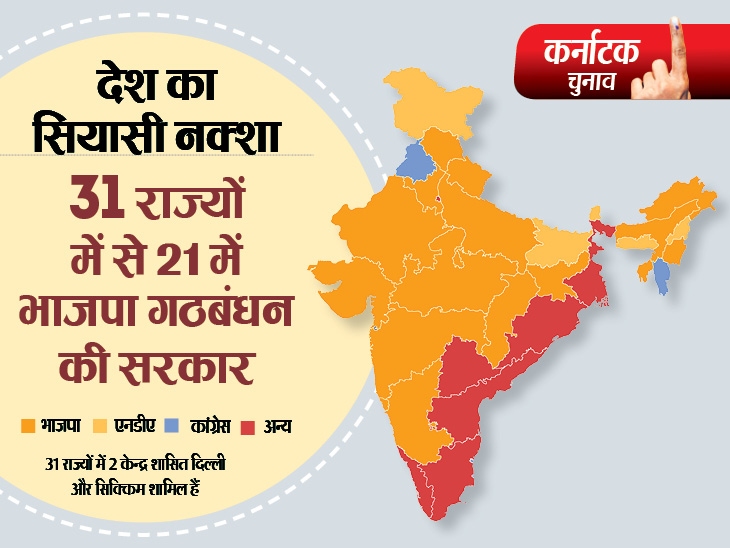 कर्नाटक
चुनाव
देश का
सियासी नक्शा
31 राज्यों
में से 21 में
भाजपा गठबंधन
की सरकार
भाजपा एनडीए कांग्रेस अन्य
31 राज्यों में 2 केन्द्र शासित दिल्ली
और सिक्किम शामिल हैं